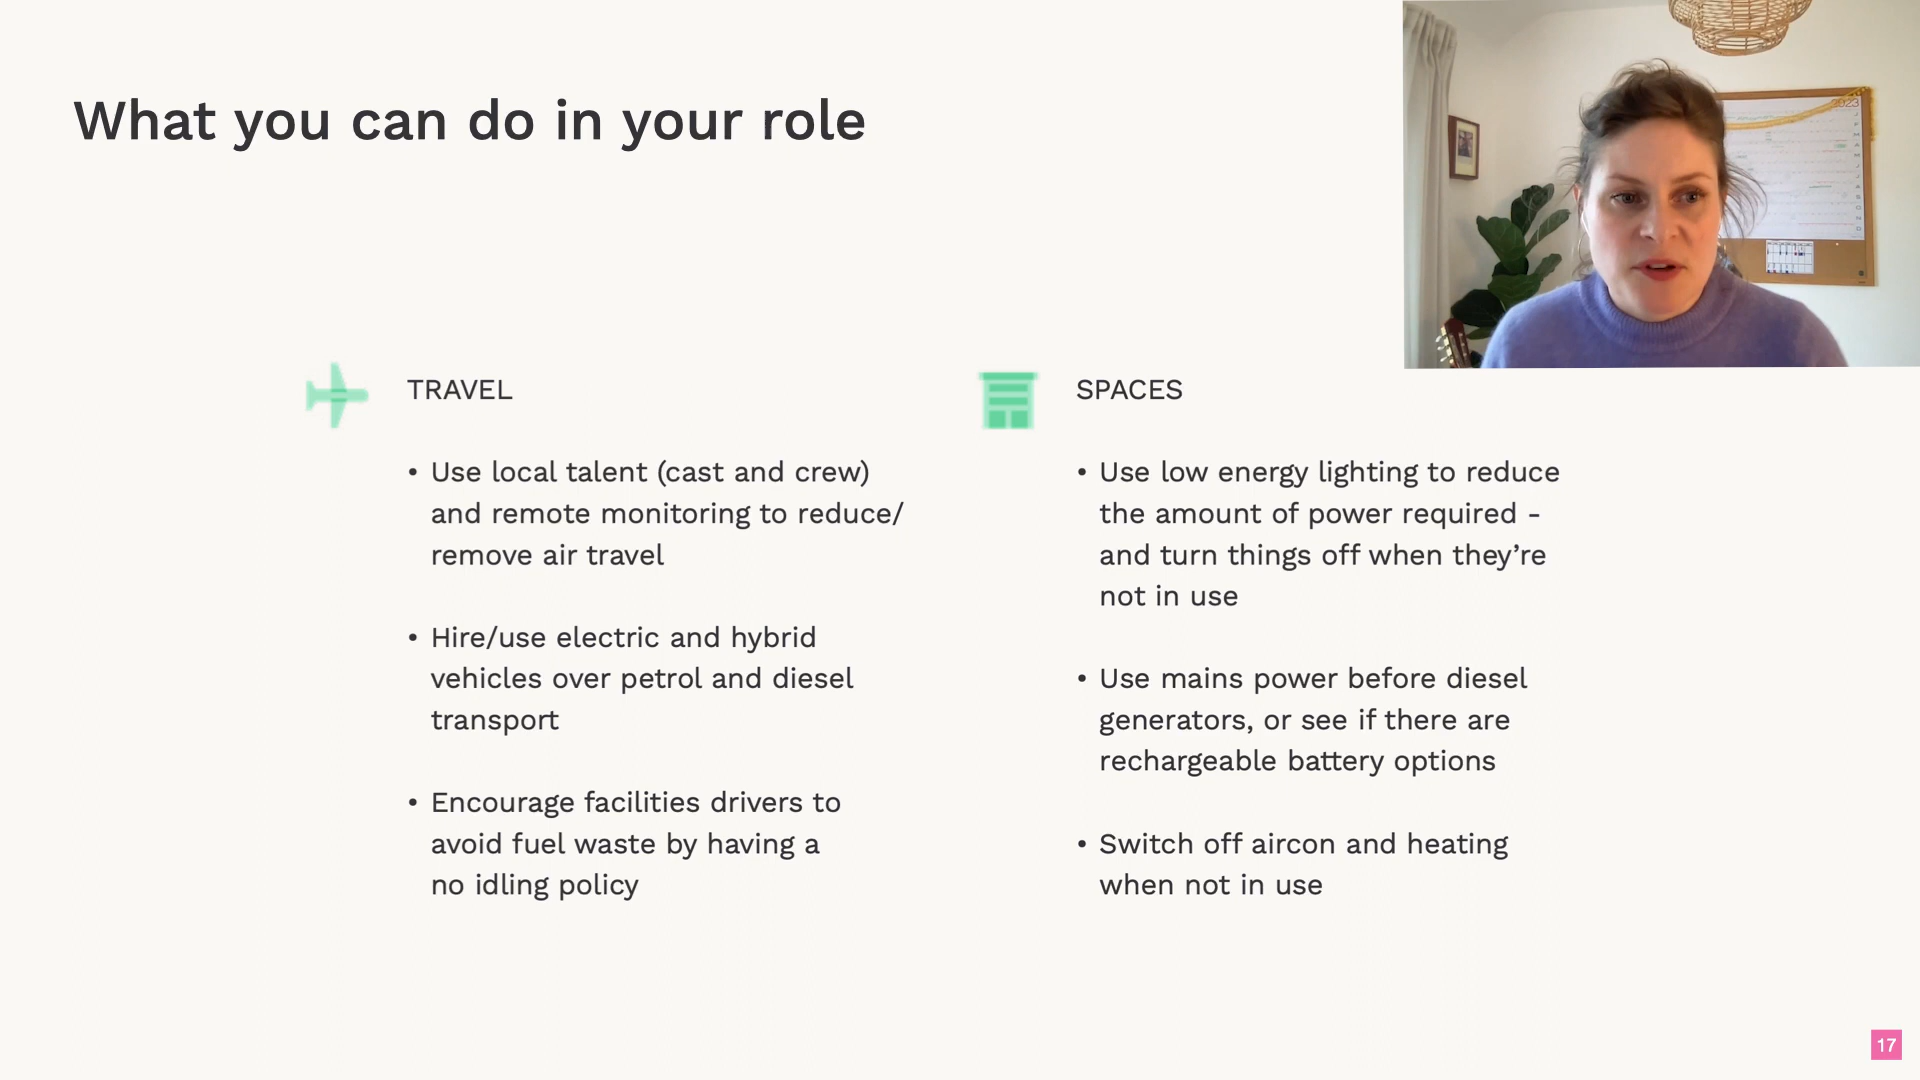 What you can do in your role
2023
TRAVEL
• Use local talent (cast and crew)
and remote monitoring to reduce/
remove air travel
• Hire/use electric and hybrid
vehicles over petrol and diesel
transport
• Encourage facilities drivers to
avoid fuel waste by having a
no idling policy
SPACES
• Use low energy lighting to reduce
the amount of power required -
and turn things off when they’re
not in use
• Use mains power before diesel
generators, or see if there are
rechargeable battery options
• Switch off aircon and heating
when not in use
17